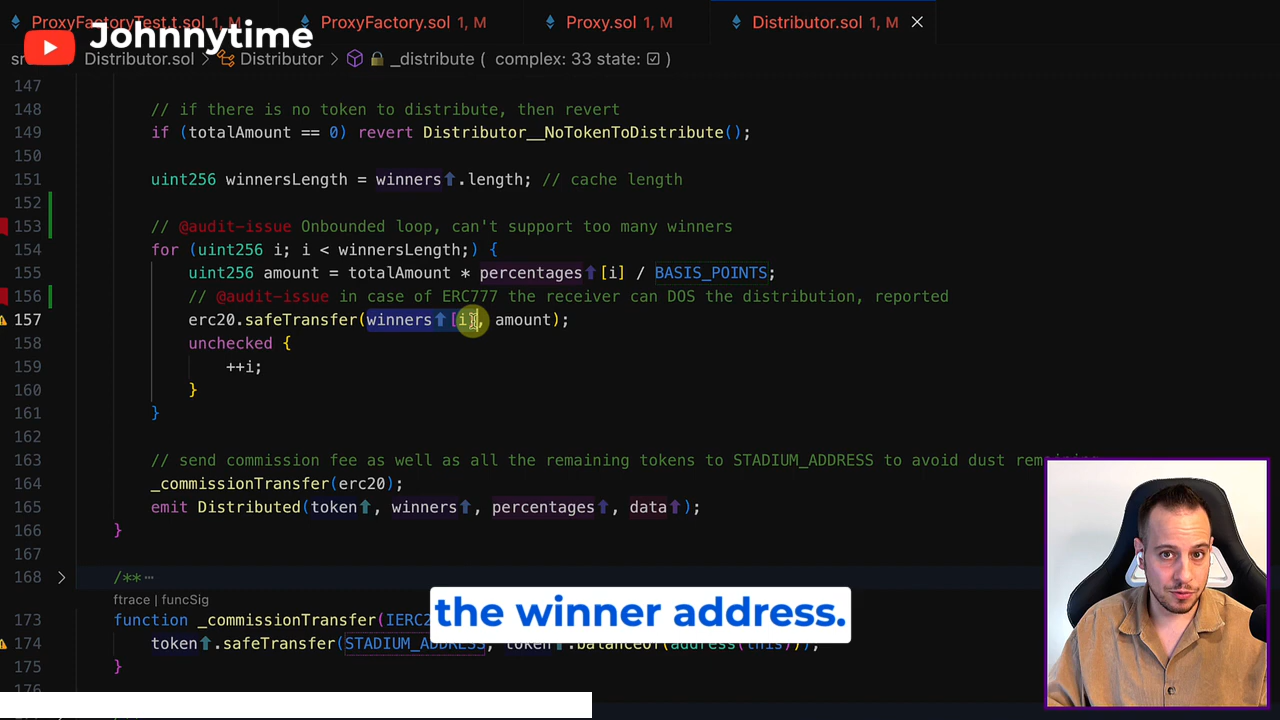 ProxyFactoryTest.t.sol 1, M ProxyFactory.sol 1, M Proxy.sol 1, M Distributor.sol 1, M
Johnnytime
Distributor.sol > Distributor > _distribute ( complex: 33 state: ☑ )
147
148 // if there is no token to distribute, then revert
149 if (totalAmount == 0) revert Distributor__NoTokenToDistribute();
150
151 uint256 winnersLength = winners⬆.length; // cache length
152
153 // @audit-issue Onbounded loop, can't support too many winners
154 for (uint256 i; i < winnersLength;) {
155 uint256 amount = totalAmount * percentages⬆[i] / BASIS_POINTS;
156 // @audit-issue in case of ERC777 the receiver can DOS the distribution, reported
157 erc20.safeTransfer(winners⬆[i], amount);
158 unchecked {
159 ++i;
160 }
161 }
162
163 // send commission fee as well as all the remaining tokens to STADIUM_ADDRESS to avoid dust remaining
164 _commissionTransfer(erc20);
165 emit Distributed(token⬆, winners⬆, percentages⬆, data⬆);
166 }
167
168 /** ⋯
ftrace | funcSig
173 function _commissionTransfer(IERC2
174 token⬆.safeTransfer(STADIUM_ADDRESS, token⬆.balanceOf(address(this)));
175 }
176
the winner address.